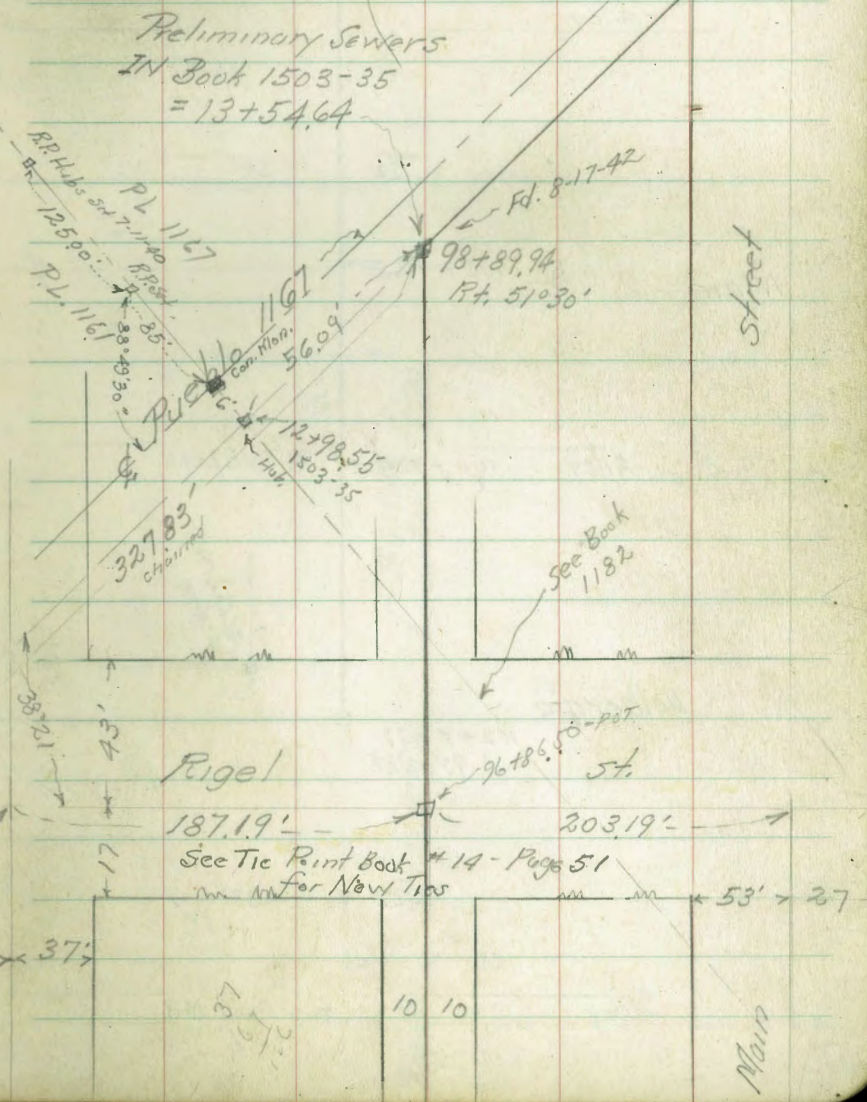 Preliminary Sewers
IN Book 1503-35
= 13+54.64
R.P. Hubs Set 7-11-40
P.L. 1167
125.00
R.P. Set
P.L. 1161
85'
38°49'30"
Pueblo 1167
Con. Mon.
56.09'
6'
12+98.55
1503-35
Hub.
Fd. 8-17-42
98+89.94
Rt. 51°30'
Street
327.83'
chained
See Book
1182
38°21'
43'
Rigel St.
96+86.50 - POT
187.19'
203.19'
17
See Tie Point Book #14 - Page 51
for New Ties
53' 27
37'
37
10 10
Main